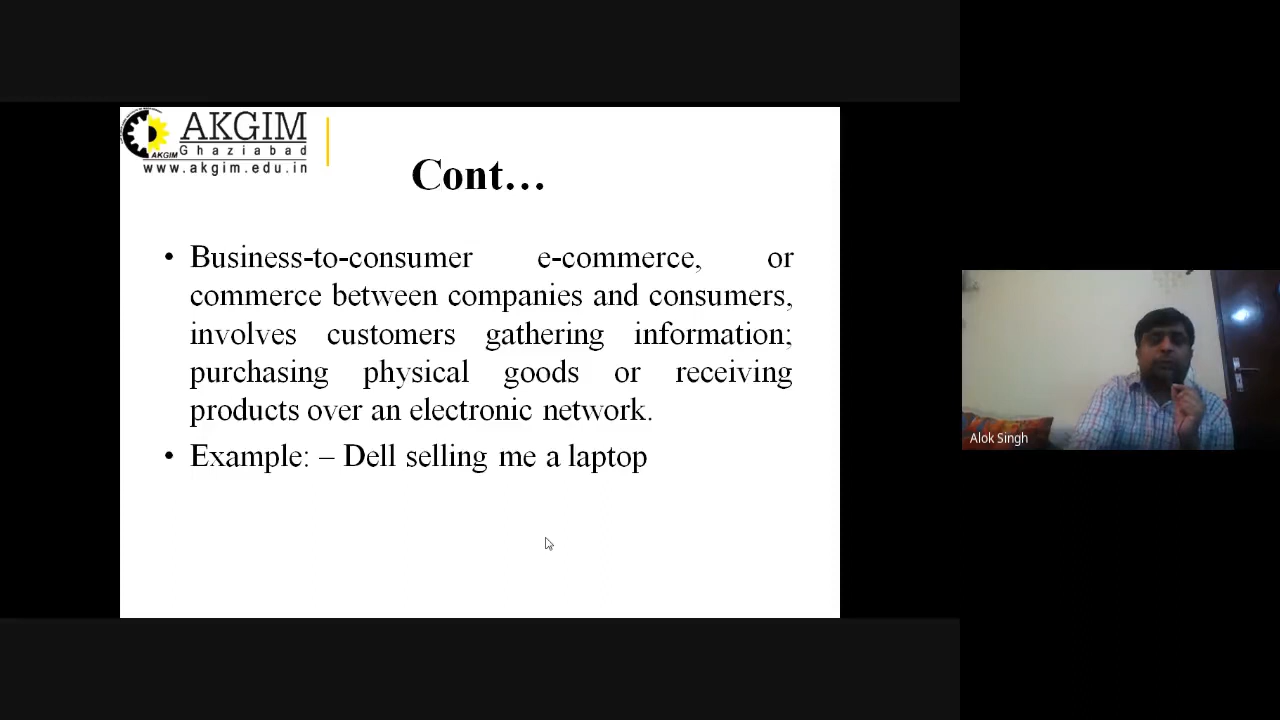 AKGIM
Ghaziabad
AKGIM
www.akgim.edu.in
Cont...
• Business-to-consumer e-commerce, or
commerce between companies and consumers,
involves customers gathering information;
purchasing physical goods or receiving
products over an electronic network.
• Example: – Dell selling me a laptop
Alok Singh